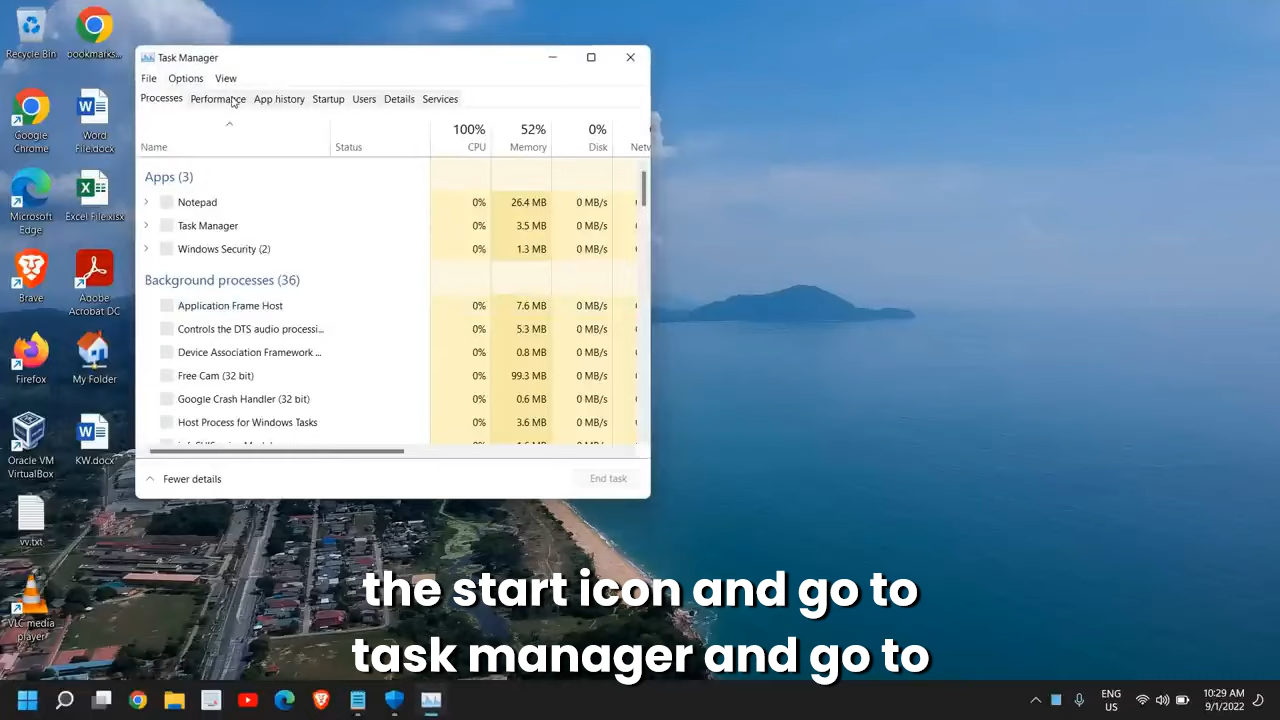 Recycle Bin
bookmarks...
Google
Chrome
Word
File.docx
Microsoft
Edge
Excel File.xlsx
Brave
Adobe
Acrobat DC
Firefox
My Folder
Oracle VM
VirtualBox
KW.docx
vv.txt
VLC media
player
Task Manager
File Options View
Processes Performance App history Startup Users Details Services
100% 52% 0%
Name Status CPU Memory Disk Netv
Apps (3)
Notepad 0% 26.4 MB 0 MB/s
Task Manager 0% 3.5 MB 0 MB/s
Windows Security (2) 0% 1.3 MB 0 MB/s
Background processes (36)
Application Frame Host 0% 7.6 MB 0 MB/s
Controls the DTS audio processi... 0% 5.3 MB 0 MB/s
Device Association Framework ... 0% 0.8 MB 0 MB/s
Free Cam (32 bit) 0% 99.3 MB 0 MB/s
Google Crash Handler (32 bit) 0% 0.6 MB 0 MB/s
Host Process for Windows Tasks 0% 3.6 MB 0 MB/s
Fewer details End task
the start icon and go to
task manager and go to
ENG
US
10:29 AM
9/1/2022